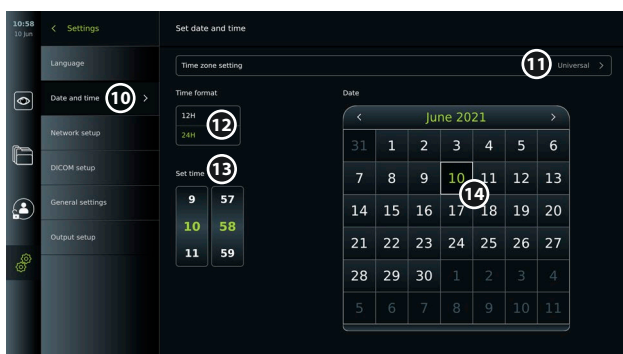 10:58
10 Jun
Settings
Language
Date and time 10
Network setup
DICOM setup
General settings
Output setup
Set date and time
Time zone setting 11 Universal
Time format
12H
24H
12
Set time 13
9 57
10 58
11 59
Date
June 2021
31 1 2 3 4 5 6
7 8 9 10 11 12 13
14
14 15 16 17 18 19 20
21 22 23 24 25 26 27
28 29 30 1 2 3 4
5 6 7 8 9 10 11